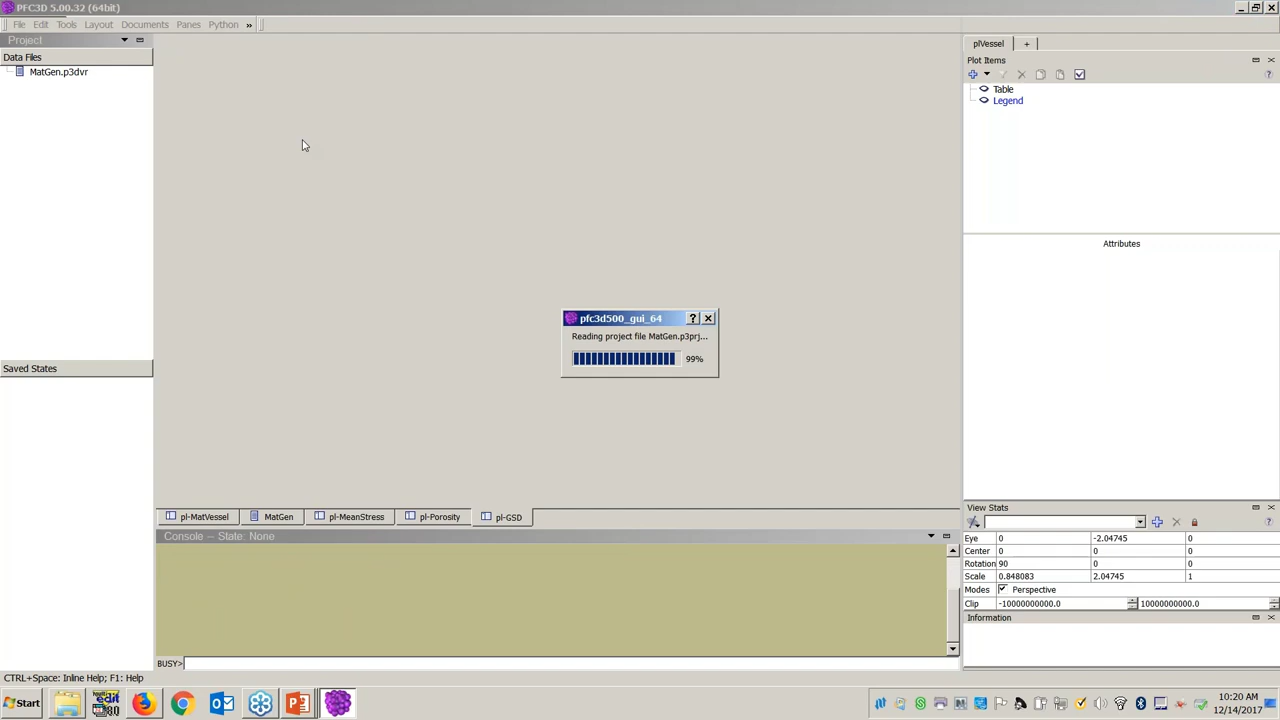 PFC3D 5.00.32 (64bit)
File Edit Tools Layout Documents Panes Python »
Project
Data Files
MatGen.p3dvr
Saved States
pfc3d500_gui_64
Reading project file MatGen.p3prj...
99%
pl-MatVessel MatGen pl-MeanStress pl-Porosity pl-GSD
Console -- State: None
BUSY>
CTRL+Space: Inline Help; F1: Help
plVessel +
Plot Items
Table
Legend
Attributes
View Stats
Eye 0 -2.04745 0
Center 0 0 0
Rotation 90 0 0
Scale 0.848083 2.04745 1
Modes Perspective
Clip -10000000000.0 10000000000.0
Information
Start
10:20 AM
12/14/2017